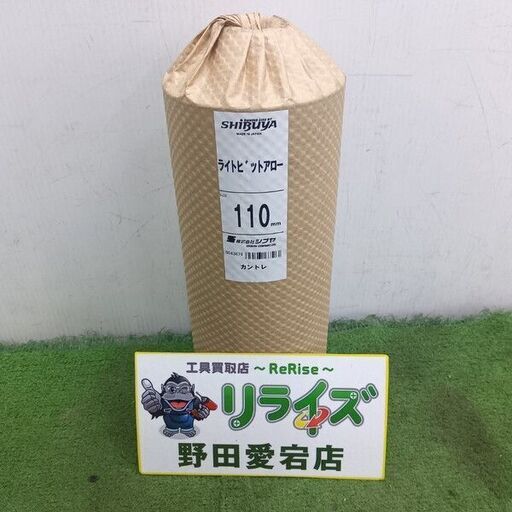 SHIBUYA
MADE IN JAPAN
ライトビットアロー
110mm
株式会社シブヤ
カントレ
工具買取店 ～ReRise～
リライズ
野田愛宕店